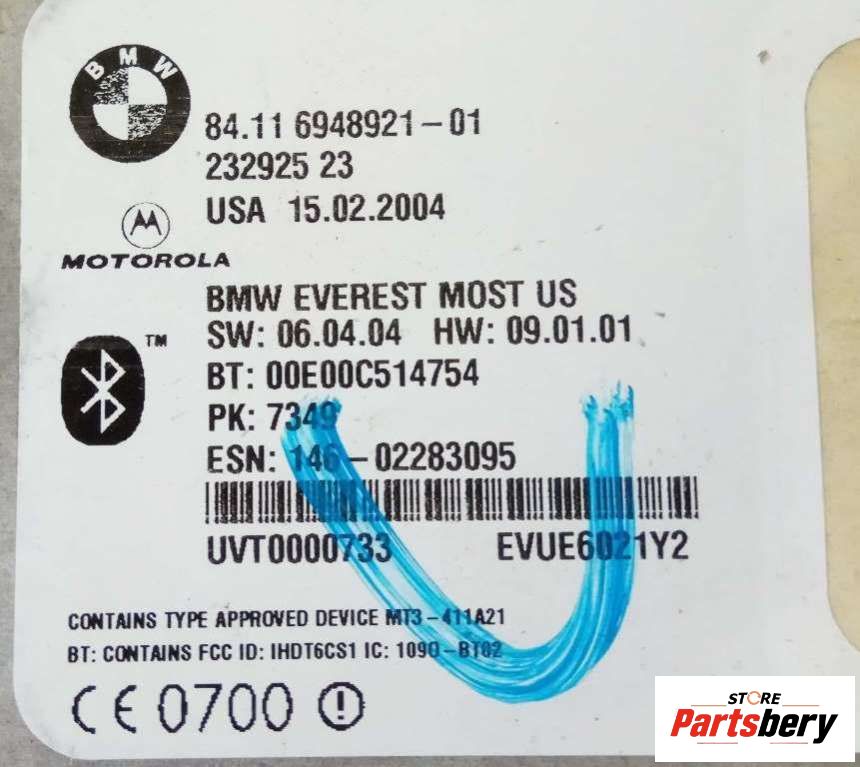 BMW
84.11 6948921-01
232925 23
USA 15.02.2004
MOTOROLA
BMW EVEREST MOST US
SW: 06.04.04 HW: 09.01.01
TM
BT: 00E00C514754
PK: 7349
ESN: 146-02283095
UVT0000733 EVUE6021Y2
CONTAINS TYPE APPROVED DEVICE MT3-411A21
BT: CONTAINS FCC ID: IHDT6CS1 IC: 109O-BT02
CE 0700
STORE
Partsbery